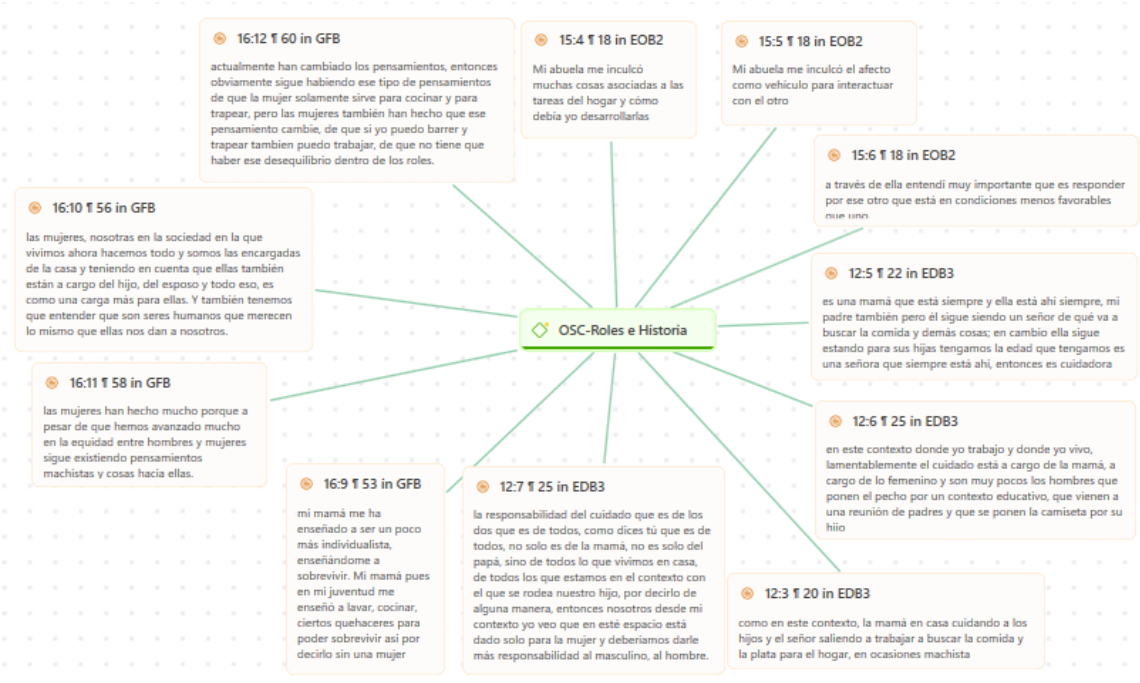 16:12 ¶ 60 in GFB
actualmente han cambiado los pensamientos, entonces
obviamente sigue habiendo ese tipo de pensamientos
de que la mujer solamente sirve para cocinar y para
trapear, pero las mujeres también han hecho que ese
pensamiento cambie, de que si yo puedo barrer y
trapear tambien puedo trabajar, de que no tiene que
haber ese desequilibrio dentro de los roles.
15:4 ¶ 18 in EOB2
Mi abuela me inculcó
muchas cosas asociadas a las
tareas del hogar y cómo
debía yo desarrollarlas
15:5 ¶ 18 in EOB2
Mi abuela me inculcó el afecto
como vehículo para interactuar
con el otro
15:6 ¶ 18 in EOB2
a través de ella entendí muy importante que es responder
por ese otro que está en condiciones menos favorables
que uno
16:10 ¶ 56 in GFB
las mujeres, nosotras en la sociedad en la que
vivimos ahora hacemos todo y somos las encargadas
de la casa y teniendo en cuenta que ellas también
están a cargo del hijo, del esposo y todo eso, es
como una carga más para ellas. Y también tenemos
que entender que son seres humanos que merecen
lo mismo que ellas nos dan a nosotros.
12:5 ¶ 22 in EDB3
es una mamá que está siempre y ella está ahí siempre, mi
padre también pero él sigue siendo un señor de qué va a
buscar la comida y demás cosas; en cambio ella sigue
estando para sus hijas tengamos la edad que tengamos es
una señora que siempre está ahí, entonces es cuidadora
OSC-Roles e Historia
16:11 ¶ 58 in GFB
las mujeres han hecho mucho porque a
pesar de que hemos avanzado mucho
en la equidad entre hombres y mujeres
sigue existiendo pensamientos
machistas y cosas hacia ellas.
12:6 ¶ 25 in EDB3
en este contexto donde yo trabajo y donde yo vivo,
lamentablemente el cuidado está a cargo de la mamá, a
cargo de lo femenino y son muy pocos los hombres que
ponen el pecho por un contexto educativo, que vienen a
una reunión de padres y que se ponen la camiseta por su
hijo
16:9 ¶ 53 in GFB
mi mamá me ha
enseñado a ser un poco
más individualista,
enseñándome a
sobrevivir. Mi mamá pues
en mi juventud me
enseñó a lavar, cocinar,
ciertos quehaceres para
poder sobrevivir así por
decirlo sin una mujer
12:7 ¶ 25 in EDB3
la responsabilidad del cuidado que es de los
dos que es de todos, como dices tú que es de
todos, no solo es de la mamá, no es solo del
papá, sino de todos lo que vivimos en casa,
de todos los que estamos en el contexto con
el que se rodea nuestro hijo, por decirlo de
alguna manera, entonces nosotros desde mi
contexto yo veo que en esté espacio está
dado solo para la mujer y deberíamos darle
más responsabilidad al masculino, al hombre.
12:3 ¶ 20 in EDB3
como en este contexto, la mamá en casa cuidando a los
hijos y el señor saliendo a trabajar a buscar la comida y
la plata para el hogar, en ocasiones machista